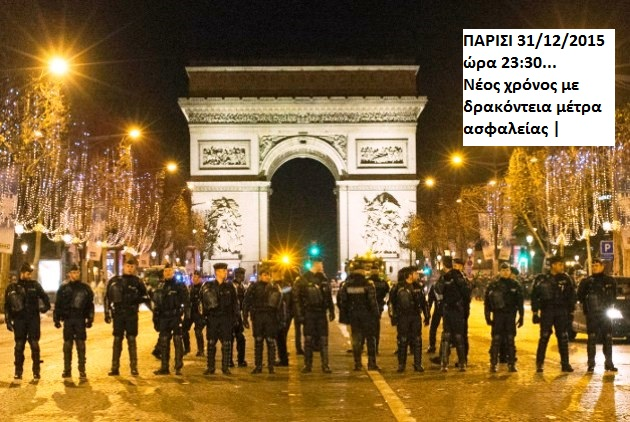 ΠΑΡΙΣΙ 31/12/2015
ώρα 23:30...
Νέος χρόνος με
δρακόντεια μέτρα
ασφαλείας |
P